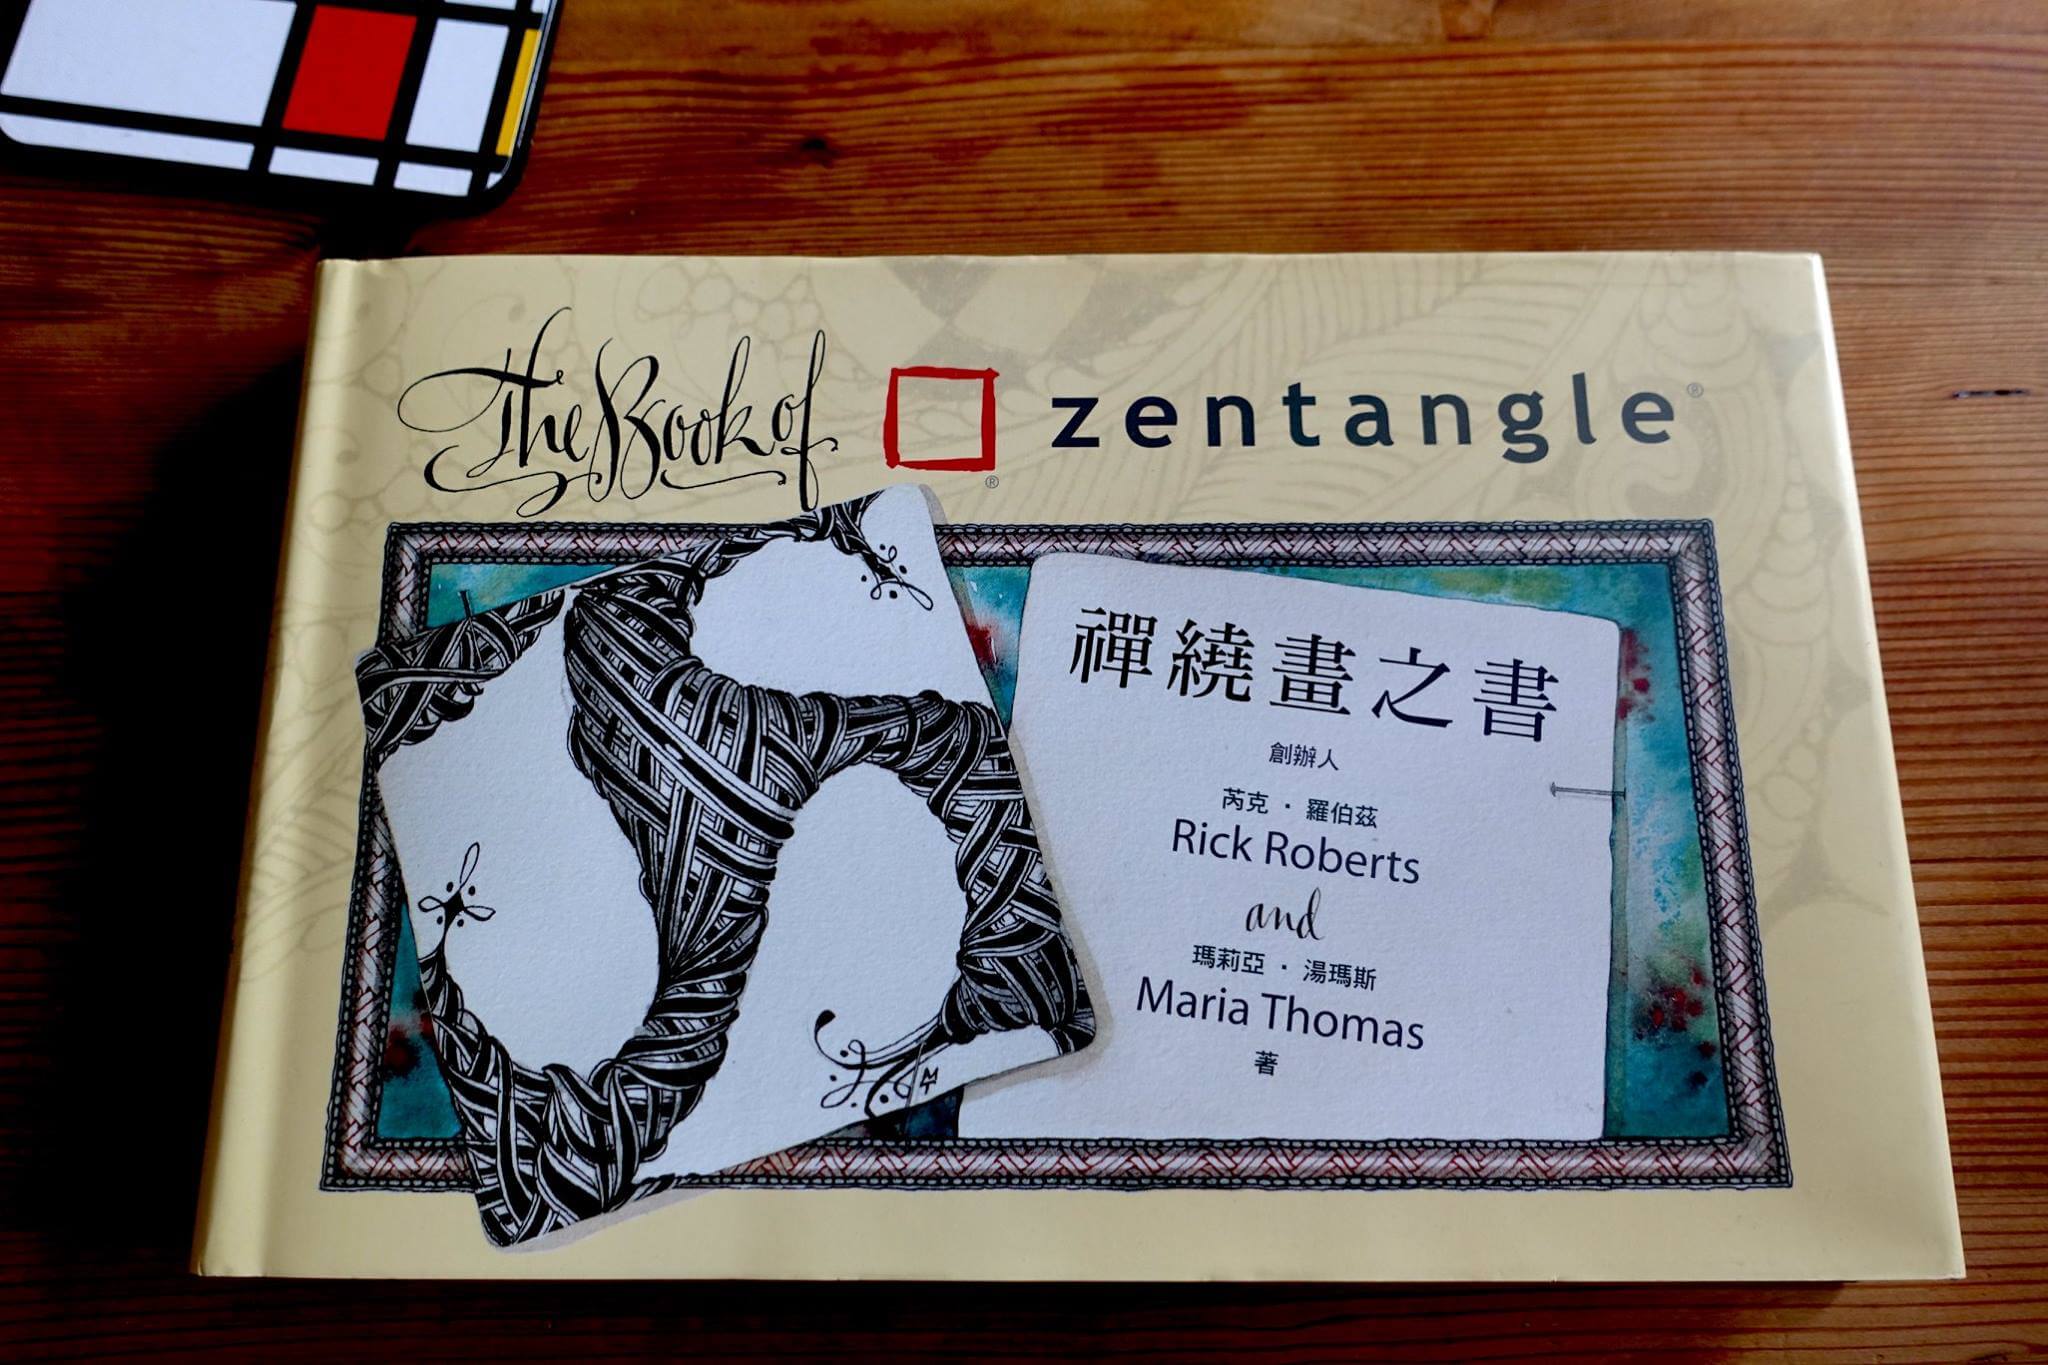 The Book of zentangle®
®
禪繞畫之書
創辦人
芮克・羅伯茲
Rick Roberts
and
瑪莉亞・湯瑪斯
Maria Thomas
著
MT